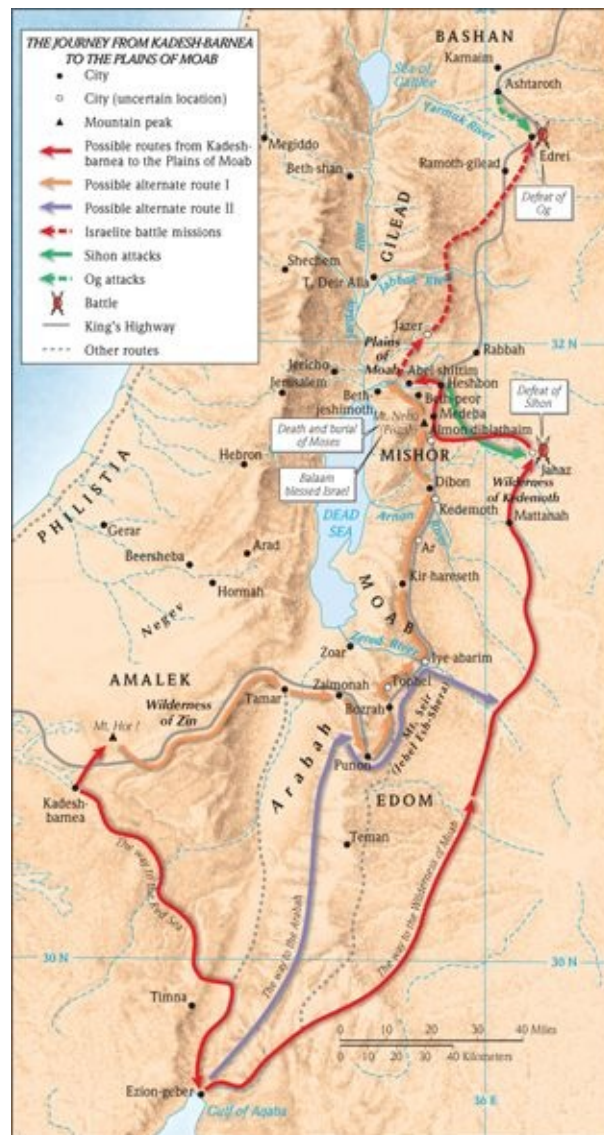 THE JOURNEY FROM KADESH-BARNEA
TO THE PLAINS OF MOAB
City
City (uncertain location)
Mountain peak
Possible routes from Kadesh-
barnea to the Plains of Moab
Possible alternate route I
Possible alternate route II
Israelite battle missions
Sihon attacks
Og attacks
Battle
King's Highway
Other routes
BASHAN
Karnaim
Ashtaroth
Sea of
Galilee
Yarmuk River
Edrei
Megiddo
Ramoth-gilead
Beth-shan
Defeat of
Og
GILEAD
Shechem
T. Deir Alla
Jabbok River
Jordan
River
Jazer
32 N
Plains
of
Moab
Rabbah
Jericho
Abel-shittim
Heshbon
Jerusalem
Beth-
jeshimoth
Beth-peor
Mt. Nebo
(Pisgah)
Medeba
Almon-diblathaim
Defeat of
Sihon
Death and burial
of Moses
MISHOR
Jahaz
Balaam
blessed Israel
Hebron
Wilderness
of Kedemoth
Dibon
PHILISTIA
DEAD
SEA
Kedemoth
Mattanah
Arnon
River
Gerar
Ar
Arad
Beersheba
MOAB
Kir-hareseth
Hormah
Negev
Zered River
Zoar
Iye-abarim
AMALEK
Zalmonah
Tophel
Wilderness
of Zin
Tamar
Bozrah
Mt. Seir
(Jebel Esh-Shera)
Mt. Hor?
Arabah
Punon
Kadesh-
barnea
EDOM
Teman
The way to the Red Sea
The way to the Arabah
The way to the Wilderness of Moab
30 N
30 N
Timna
0 10 20 30 40 Miles
0 10 20 30 40 Kilometers
Ezion-geber
Gulf of Aqaba
36 E